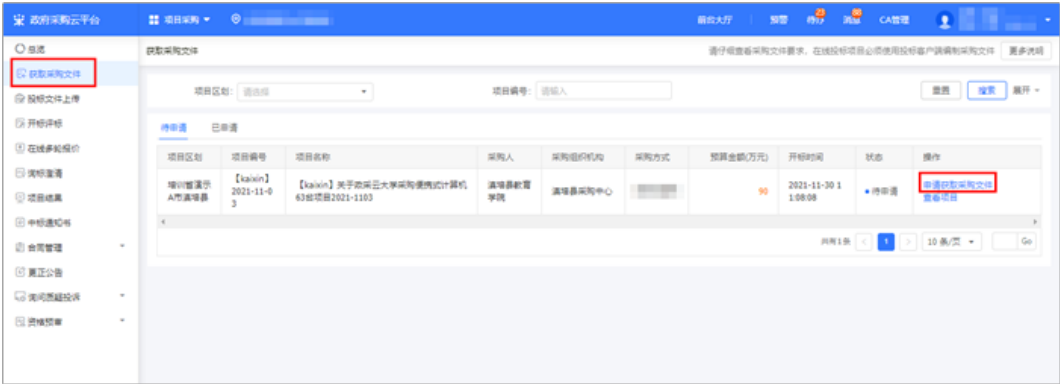 政府采购云平台
项目采购
前台大厅
预警
待办
消息
CA管理
总览
获取采购文件
投标文件上传
开标评标
在线多轮报价
询标澄清
项目结果
中标通知书
合同管理
更正公告
询问质疑投诉
资格预审
获取采购文件
请仔细查看采购文件要求，在线投标项目必须使用投标客户端编制采购文件
更多说明
项目区划：
请选择
项目编号：
请输入
重置
搜索
展开
待申请
已申请
项目区划
项目编号
项目名称
采购人
采购组织机构
采购方式
预算金额(万元)
开标时间
状态
操作
A市滇塔县
【kaixin】
2021-11-0
3
【kaixin】关于政采云大学采购便携式计算机
63台项目2021-1103
滇塔县教育
学院
滇塔县采购中心
90
2021-11-30 1
1:08:08
待申请
申请获取采购文件
查看项目
共有1条
1
10 条/页
Go